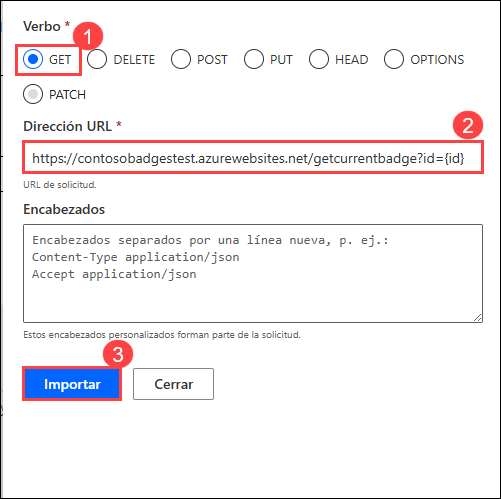 Verbo *
1
GET DELETE POST PUT HEAD OPTIONS
PATCH
Dirección URL *
2
https://contosobadgestest.azurewebsites.net/getcurrentbadge?id={id}
URL de solicitud.
Encabezados
Encabezados separados por una línea nueva, p. ej.:
Content-Type application/json
Accept application/json
Estos encabezados personalizados forman parte de la solicitud.
3
Importar Cerrar